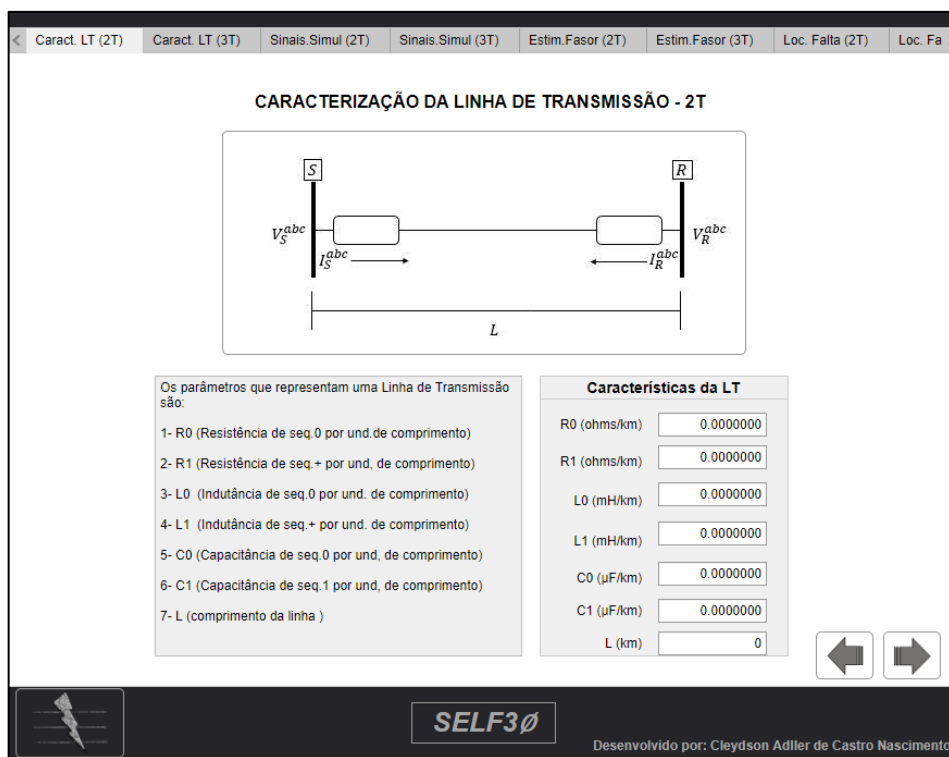 Caract. LT (2T) Caract. LT (3T) Sinais.Simul (2T) Sinais.Simul (3T) Estim.Fasor (2T) Estim.Fasor (3T) Loc. Falta (2T) Loc. Fa
CARACTERIZAÇÃO DA LINHA DE TRANSMISSÃO - 2T
S R
V_S^{abc} V_R^{abc}
I_S^{abc} I_R^{abc}
L
Os parâmetros que representam uma Linha de Transmissão
são:
1- R0 (Resistência de seq.0 por und.de comprimento)
2- R1 (Resistência de seq.+ por und, de comprimento)
3- L0 (Indutância de seq.0 por und. de comprimento)
4- L1 (Indutância de seq.+ por und. de comprimento)
5- C0 (Capacitância de seq.0 por und, de comprimento)
6- C1 (Capacitância de seq.1 por und, de comprimento)
7- L (comprimento da linha )
Características da LT
R0 (ohms/km) 0.0000000
R1 (ohms/km) 0.0000000
L0 (mH/km) 0.0000000
L1 (mH/km) 0.0000000
C0 (µF/km) 0.0000000
C1 (µF/km) 0.0000000
L (km) 0
SELF3Ø
Desenvolvido por: Cleydson Adller de Castro Nascimento